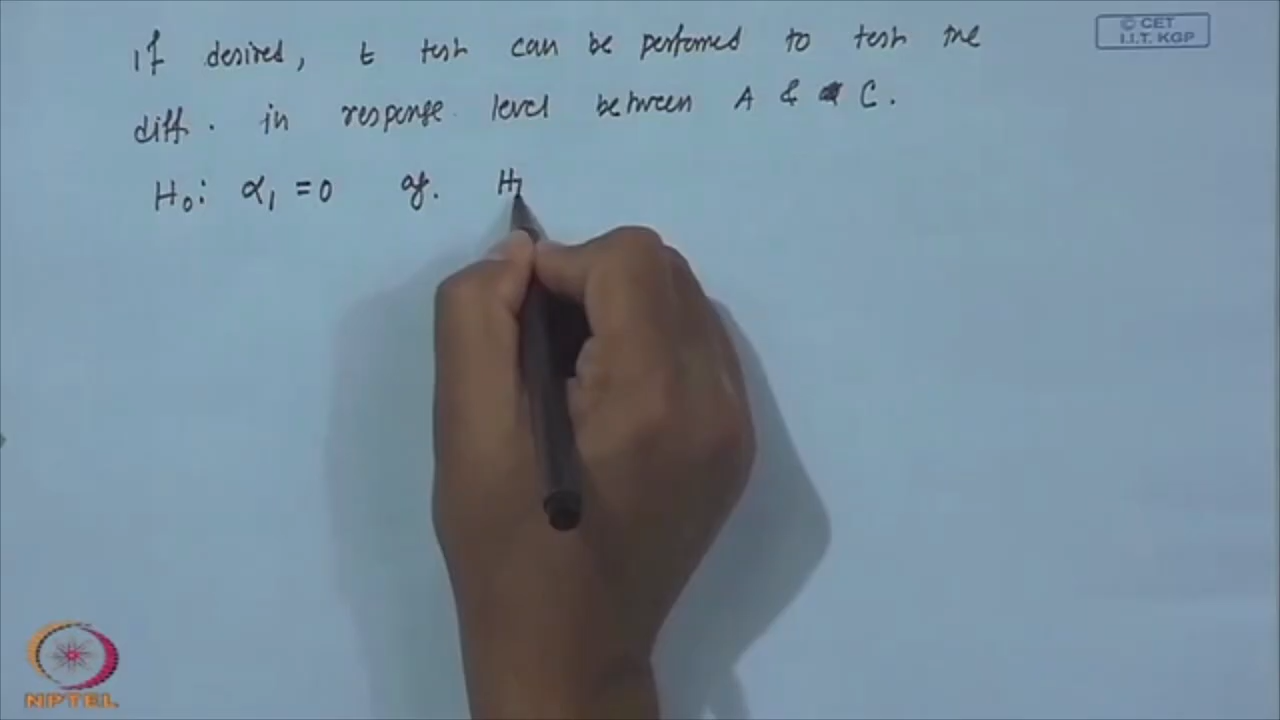 © CET
I.I.T. KGP
If desired, t test can be performed to test the
diff. in response level between A & C.
H₀: α₁ = 0 ag. H₁
NPTEL